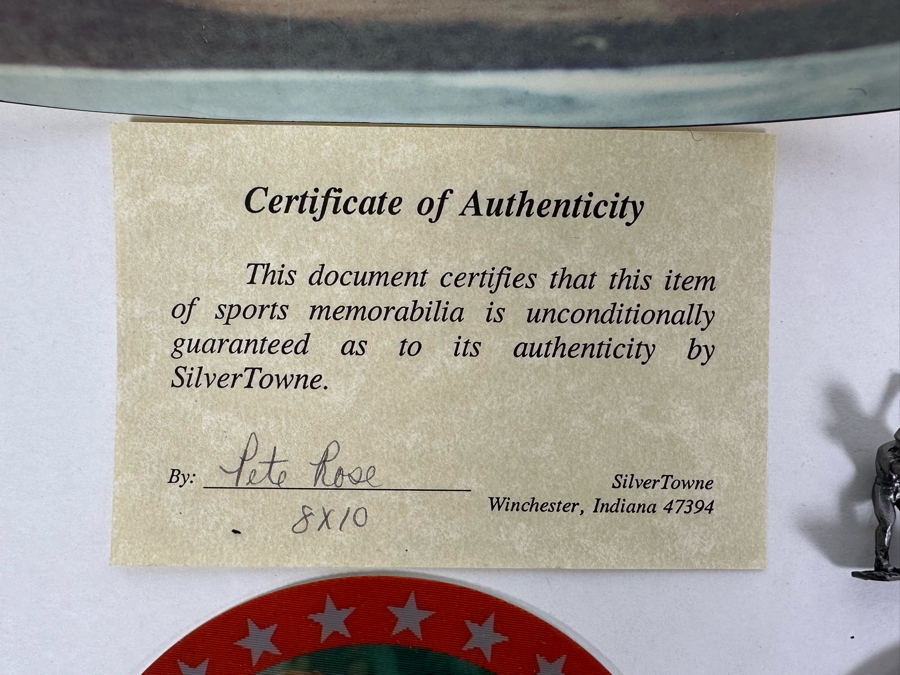 Certificate of Authenticity
This document certifies that this item
of sports memorabilia is unconditionally
guaranteed as to its authenticity by
SilverTowne.
By: Pete Rose
8X10
SilverTowne
Winchester, Indiana 47394